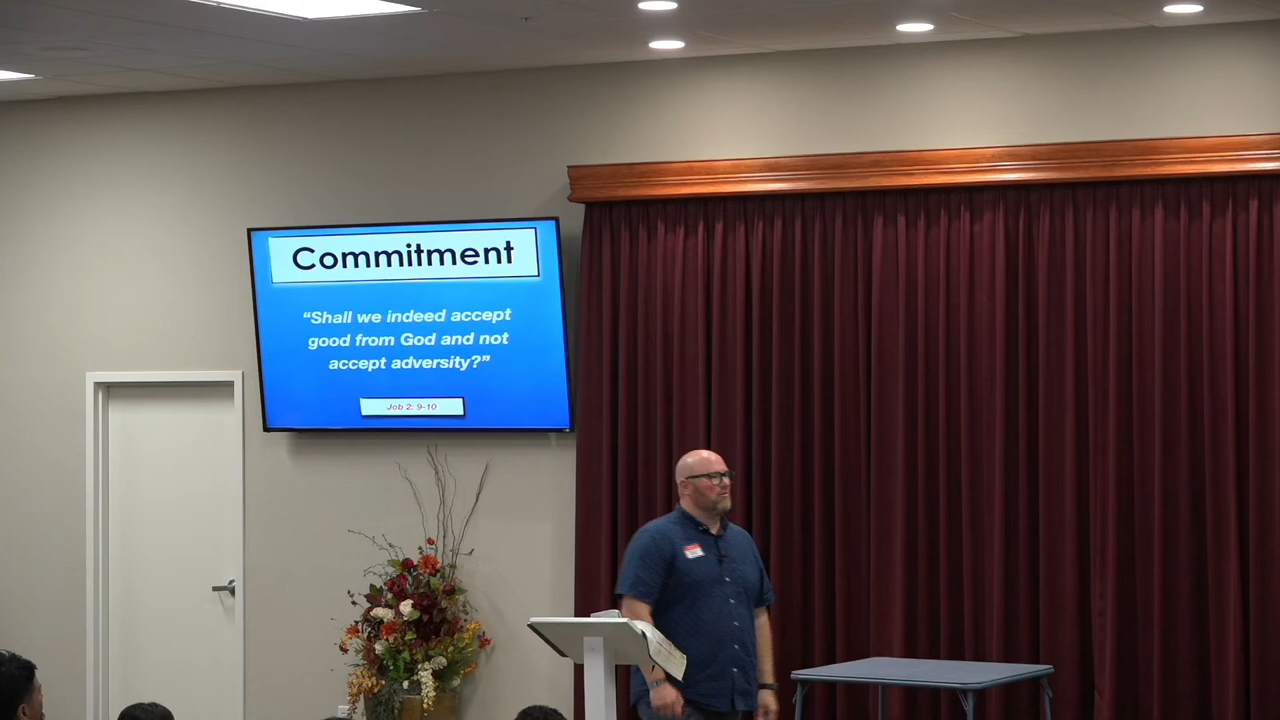 Commitment
“Shall we indeed accept
good from God and not
accept adversity?”
Job 2: 9-10